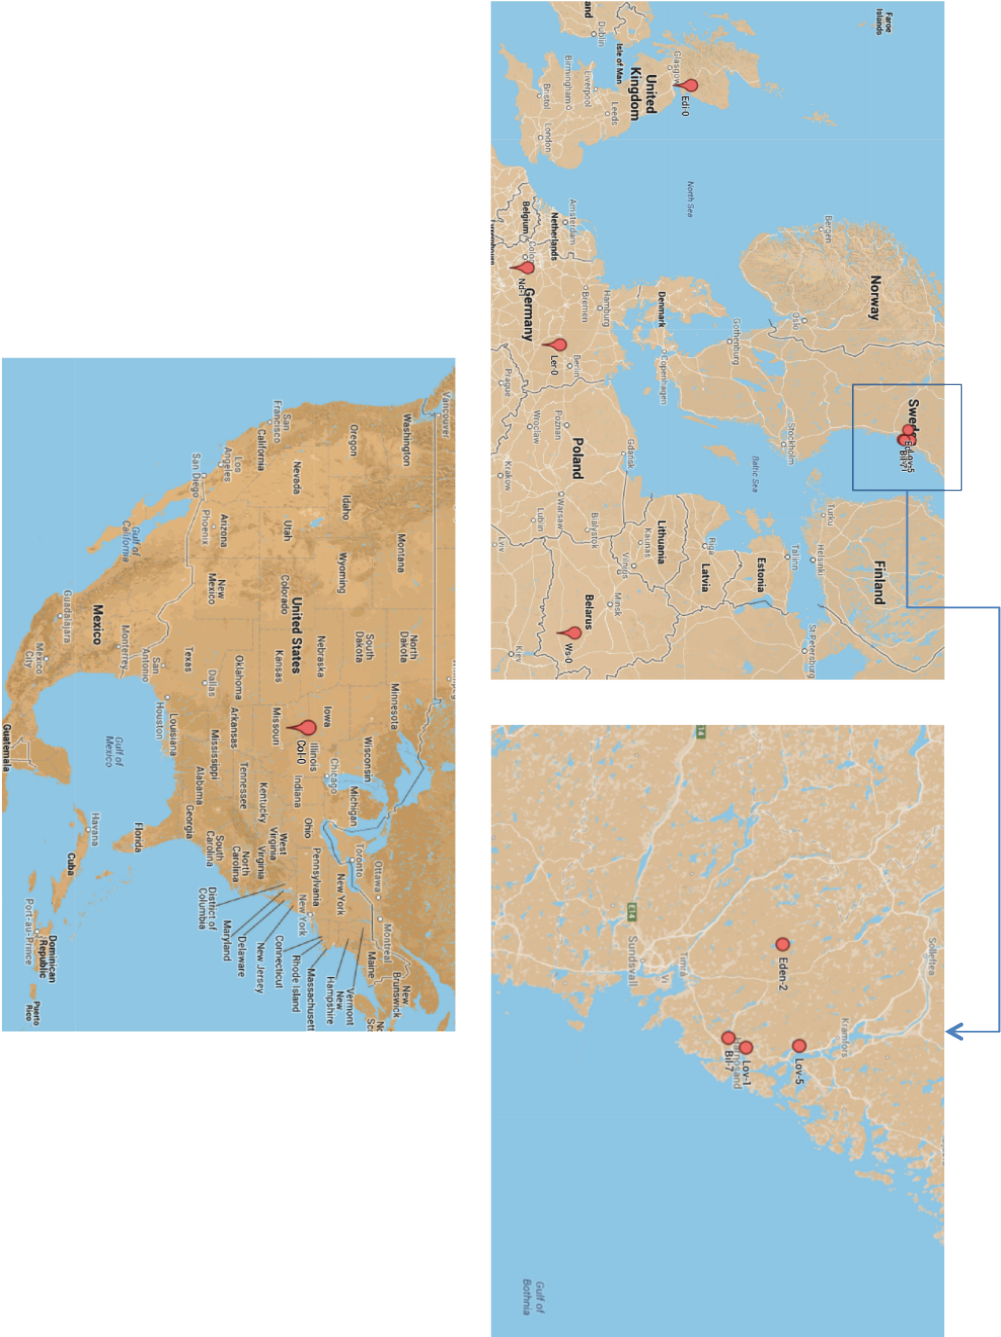 Faroe
Islands
Dublin
Isle of Man
United
Kingdom
Glasgow
Edi-0
Liverpool
Leeds
Birmingham
Bristol
London
North Sea
Norway
Bergen
Oslo
Amsterdam
Netherlands
Belgium
Nd-1
Germany
Bremen
Hamburg
Denmark
Gothenburg
Copenhagen
Ler-0
Berlin
Prague
Wroclaw
Poznan
Poland
Gdańsk
Krakow
Warsaw
Lublin
Bialystok
Lviv
Stockholm
Baltic Sea
Turku
Helsinki
Finland
Tallinn
Estonia
Riga
Latvia
Lithuania
Kaunas
Vilnius
Minsk
Belarus
Ws-0
Kiev
St Petersburg
Vancouver
Washington
Oregon
San
Francisco
California
Los
Angeles
San Diego
Nevada
Idaho
Montana
Utah
Arizona
Phoenix
Gulf of
California
Wyoming
Colorado
New
Mexico
United States
North
Dakota
South
Dakota
Nebraska
Kansas
Oklahoma
Texas
Dallas
San
Antonio
Houston
Monterrey
Mexico
Guadalajara
Mexico
City
Guatemala
Minnesota
Iowa
Wisconsin
Col-0
Illinois
Missouri
Arkansas
Louisiana
Mississippi
Gulf of
Mexico
Chicago
Michigan
Indiana
Kentucky
Tennessee
Alabama
Georgia
Florida
Havana
Cuba
Ohio
West
Virginia
Virginia
North
Carolina
South
Carolina
Toronto
Ottawa
Montreal
Pennsylvania
New York
New York
Maine
New
Brunswick
Vermont
New
Hampshire
Massachusett
Rhode Island
Connecticut
New Jersey
Delaware
Maryland
District of
Columbia
Port-au-Prince
Dominican
Republic
Puerto
Rico
E14
Sundsvall
Timrå
Vi
Eden-2
Sollefteå
Kramfors
Lov-5
Lov-1
Bil-7
Gulf of
Bothnia